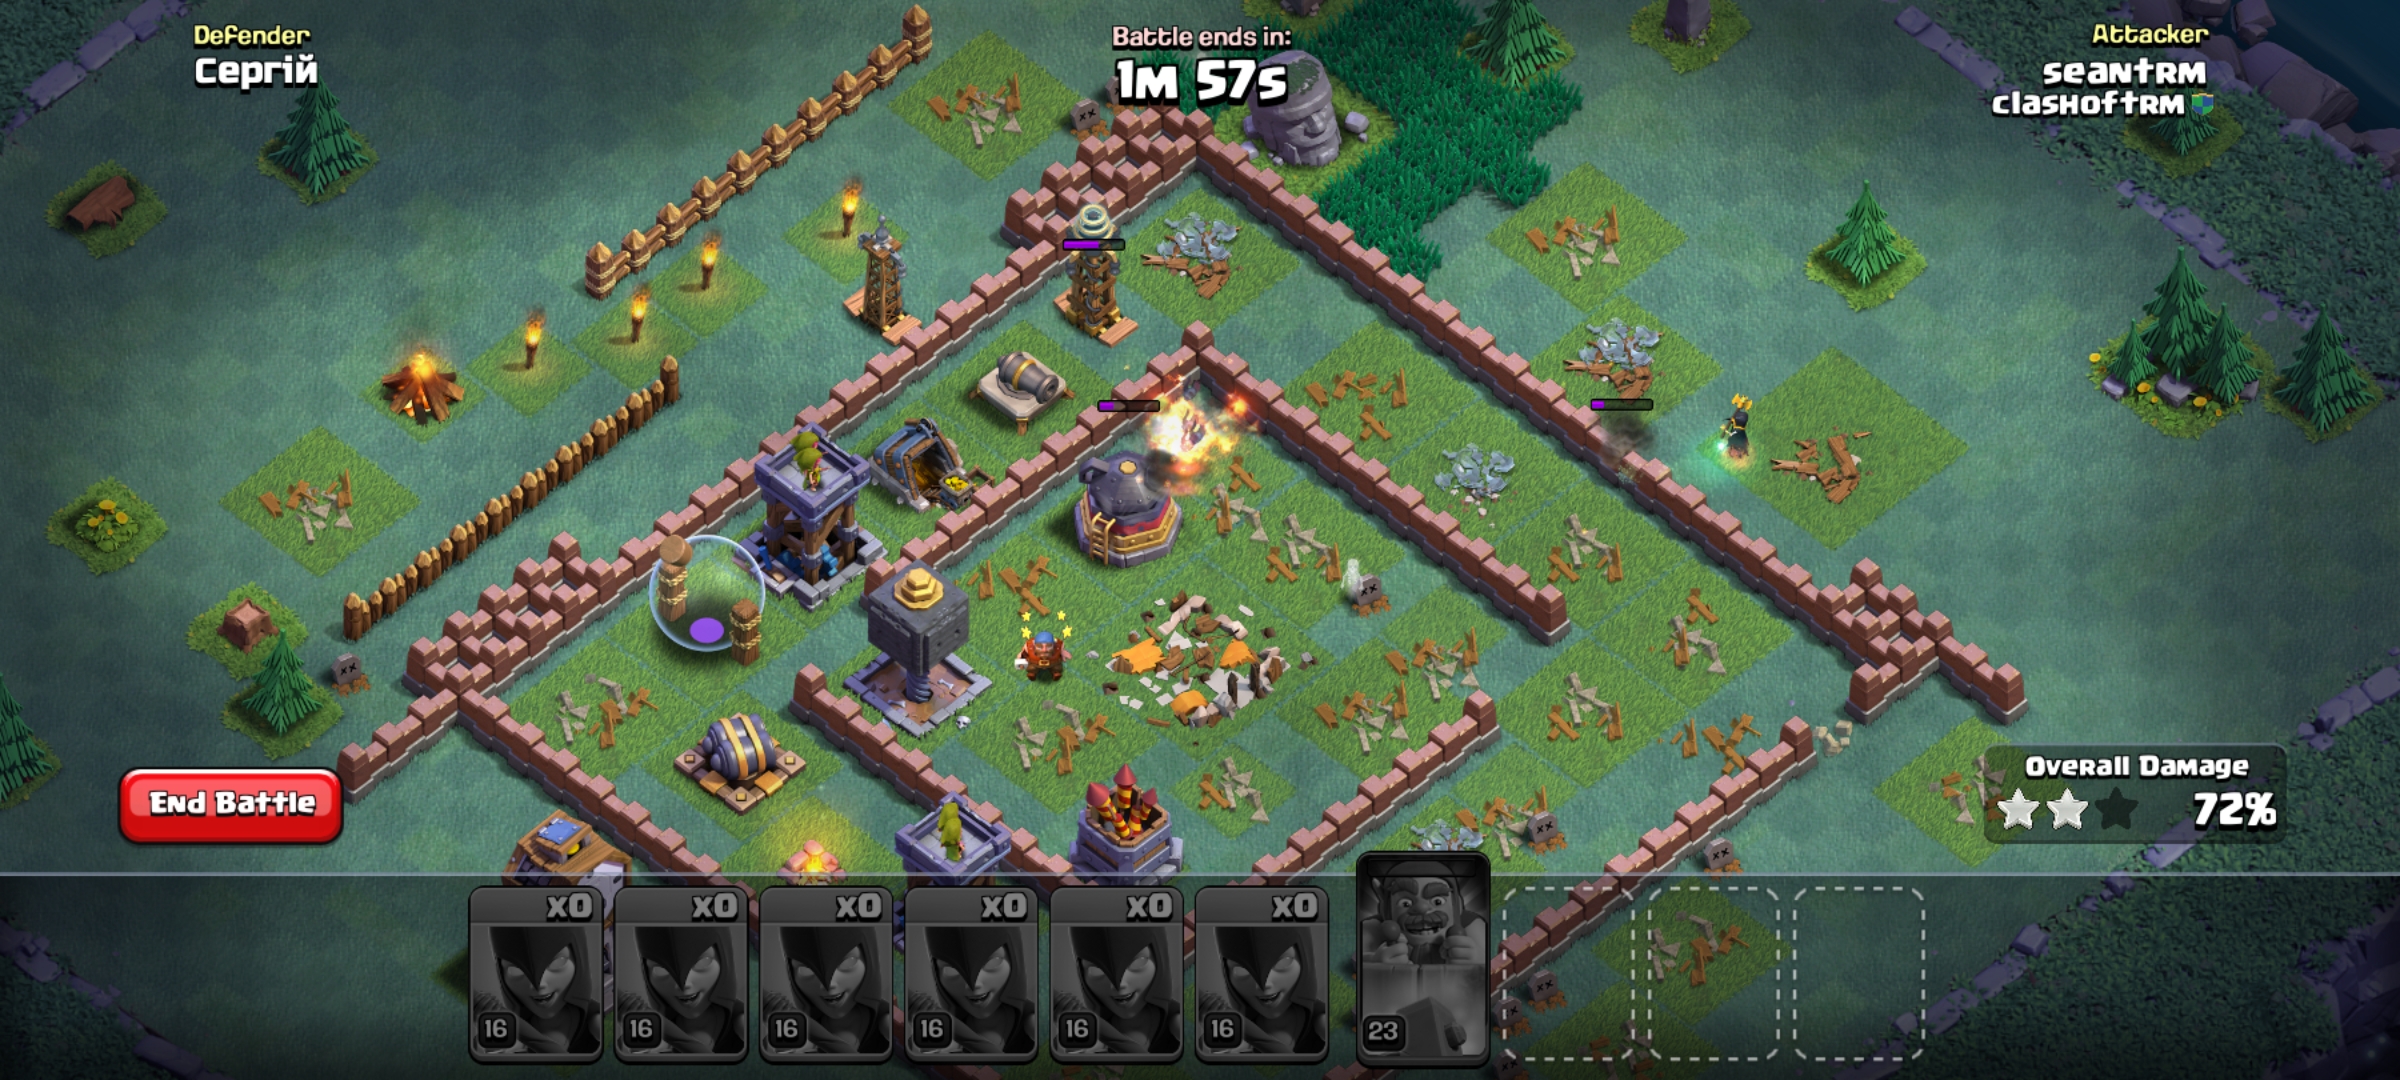 Defender
Сергій
Battle ends in:
1M 57s
Attacker
seantRM
clashoftRM
End Battle
Overall Damage
72%
x0
x0
x0
x0
x0
x0
16
16
16
16
16
16
23